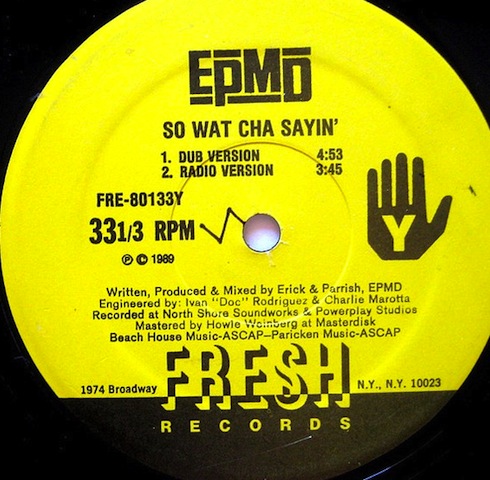 EPMD
SO WAT CHA SAYIN'
1. DUB VERSION 4:53
2. RADIO VERSION 3:45
FRE-80133Y
33 1/3 RPM
Ⓟ © 1989
Y
Written, Produced & Mixed by Erick & Parrish, EPMD
Engineered by: Ivan "Doc" Rodriguez & Charlie Marotta
Recorded at North Shore Soundworks & Powerplay Studios
Mastered by Howie Weinberg at Masterdisk
Beach House Music-ASCAP–Paricken Music-ASCAP
1974 Broadway FRESH N.Y., N.Y. 10023
RECORDS